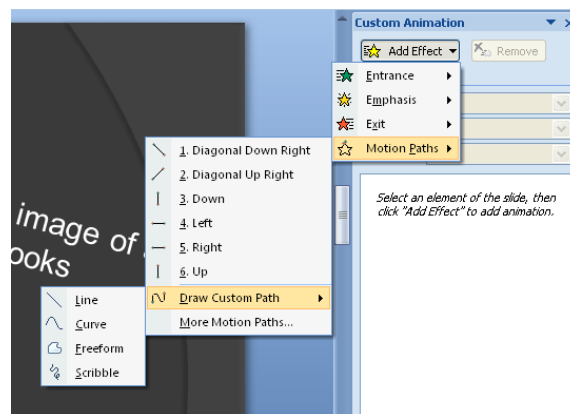 Custom Animation
Add Effect
Remove
Entrance
Emphasis
Exit
Motion Paths
1. Diagonal Down Right
2. Diagonal Up Right
3. Down
4. Left
5. Right
6. Up
Draw Custom Path
More Motion Paths...
Line
Curve
Freeform
Scribble
Select an element of the slide, then
click "Add Effect" to add animation.
image of
ooks